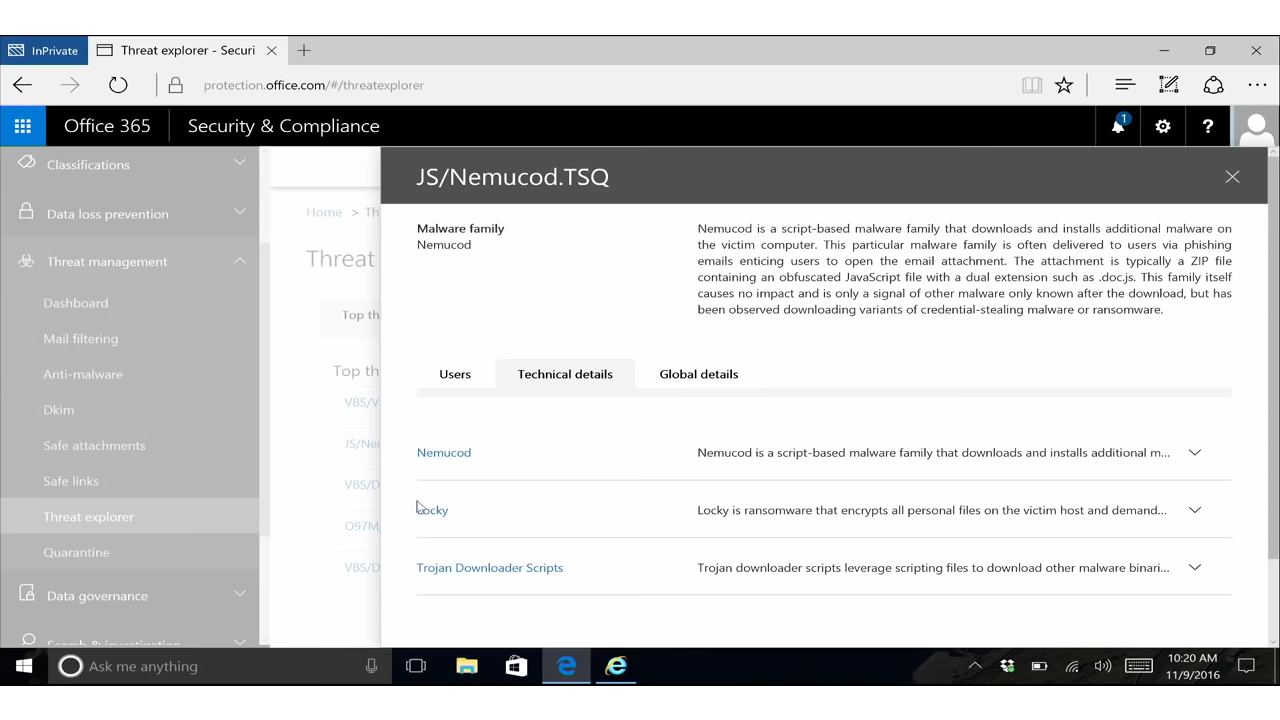 InPrivate
Threat explorer - Securi
protection.office.com/#/threatexplorer
Office 365
Security & Compliance
1
?
Classifications
Data loss prevention
Threat management
Dashboard
Mail filtering
Anti-malware
Dkim
Safe attachments
Safe links
Threat explorer
Quarantine
Data governance
Search & investigation
Home > Th
Threat
Top th
Top th
VBS/V
JS/Ner
VBS/D
O97M
VBS/D
JS/Nemucod.TSQ
Malware family
Nemucod
Nemucod is a script-based malware family that downloads and installs additional malware on
the victim computer. This particular malware family is often delivered to users via phishing
emails enticing users to open the email attachment. The attachment is typically a ZIP file
containing an obfuscated JavaScript file with a dual extension such as .doc.js. This family itself
causes no impact and is only a signal of other malware only known after the download, but has
been observed downloading variants of credential-stealing malware or ransomware.
Users
Technical details
Global details
Nemucod
Nemucod is a script-based malware family that downloads and installs additional m...
Locky
Locky is ransomware that encrypts all personal files on the victim host and demand...
Trojan Downloader Scripts
Trojan downloader scripts leverage scripting files to download other malware binari...
Ask me anything
10:20 AM
11/9/2016